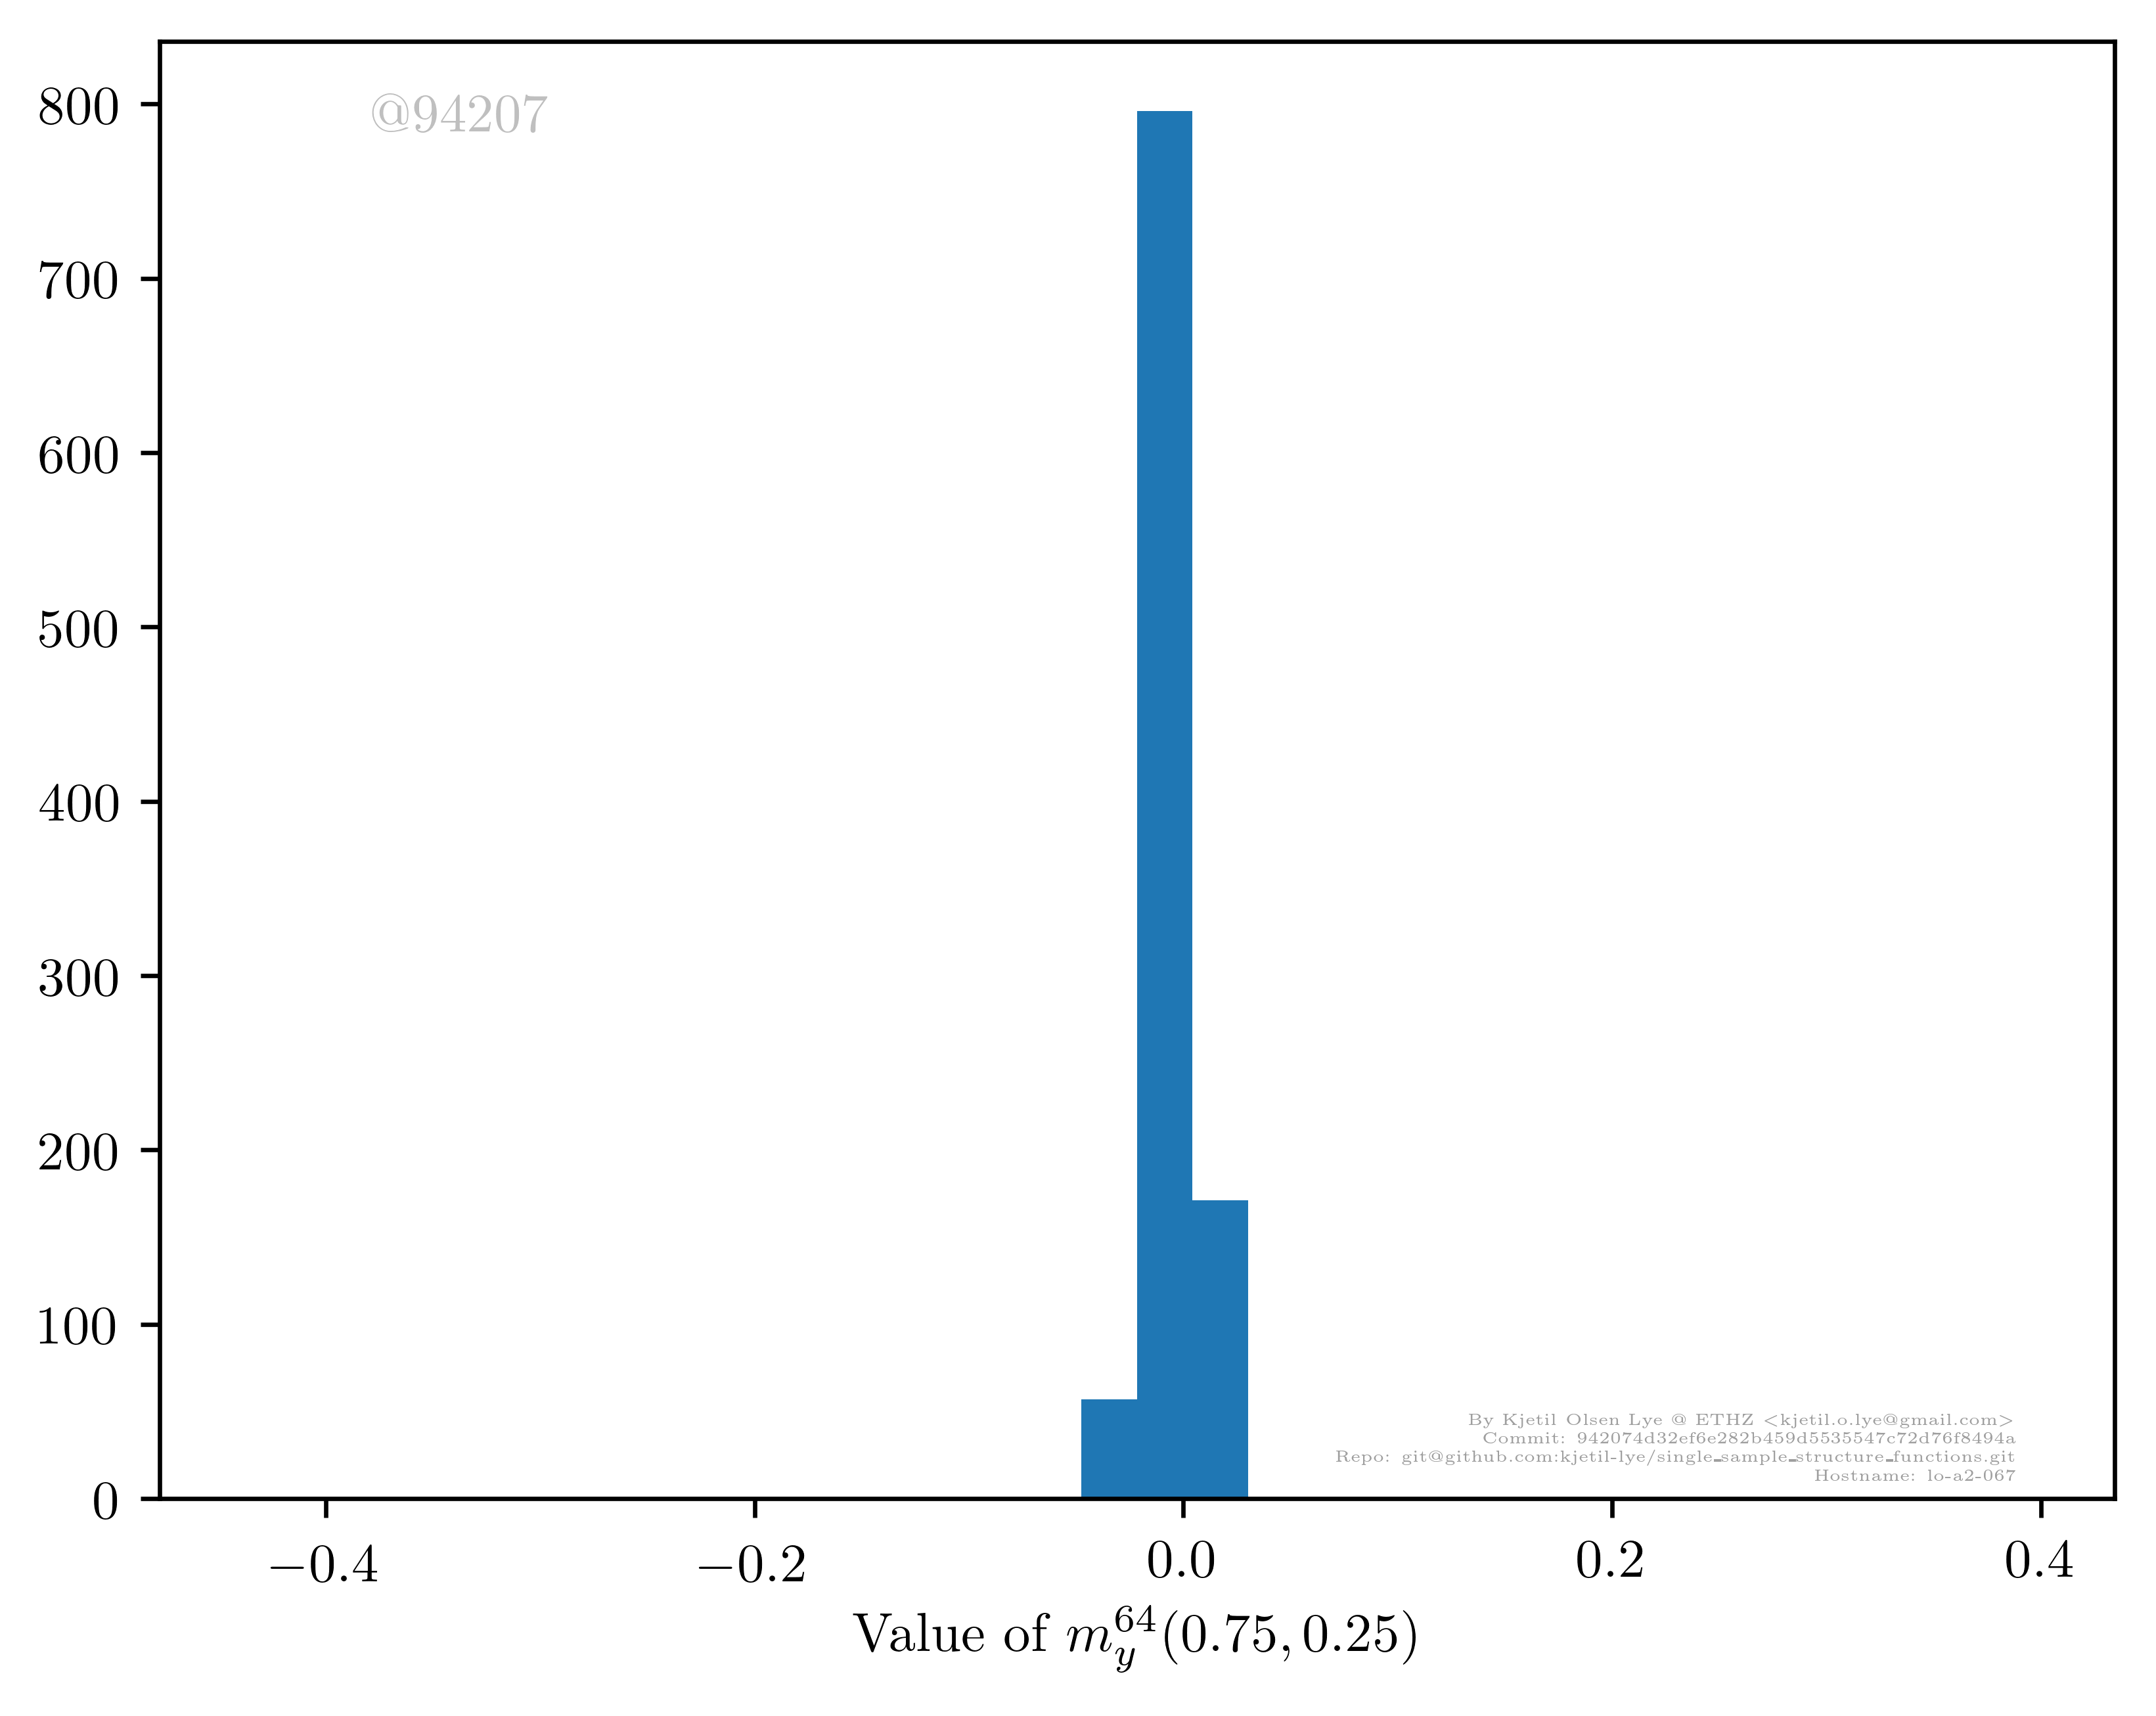 @94207
800
700
600
500
400
300
200
100
0
By Kjetil Olsen Lye @ ETHZ <kjetil.o.lye@gmail.com>
Commit: 942074d32ef6e282b459d5535547c72d76f8494a
Repo: git@github.com:kjetil-lye/single_sample_structure_functions.git
Hostname: lo-a2-067
−0.4 −0.2 0.0 0.2 0.4
Value of $m_y^{64}(0.75, 0.25)$